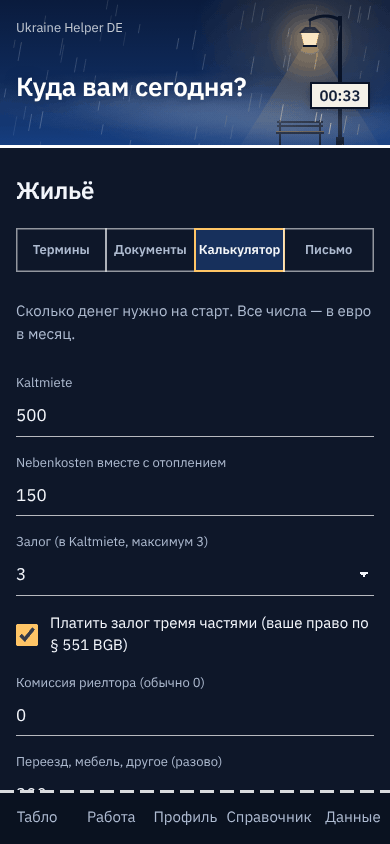 Ukraine Helper DE
Куда вам сегодня?
00:33
Жильё
Термины
Документы
Калькулятор
Письмо
Сколько денег нужно на старт. Все числа — в евро
в месяц.
Kaltmiete
500
Nebenkosten вместе с отоплением
150
Залог (в Kaltmiete, максимум 3)
3
Платить залог тремя частями (ваше право по
§ 551 BGB)
Комиссия риелтора (обычно 0)
0
Переезд, мебель, другое (разово)
Табло
Работа
Профиль
Справочник
Данные